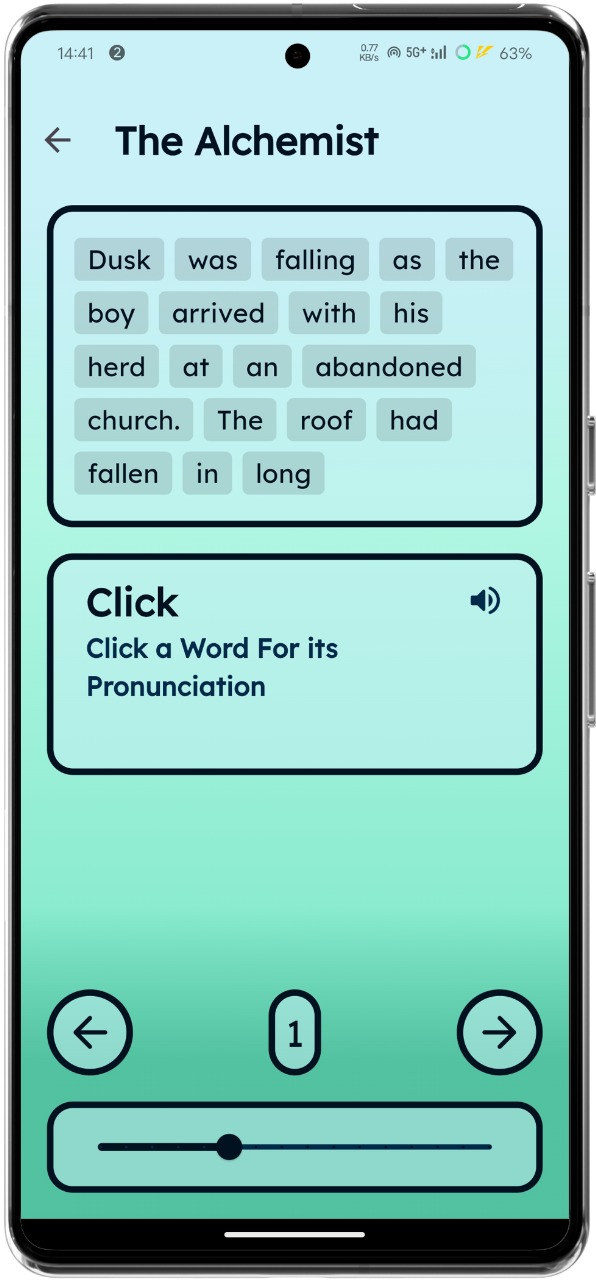 14:41 2 0.77 KB/s 5G+ 63%
The Alchemist
Dusk was falling as the
boy arrived with his
herd at an abandoned
church. The roof had
fallen in long
Click
Click a Word For its
Pronunciation
1